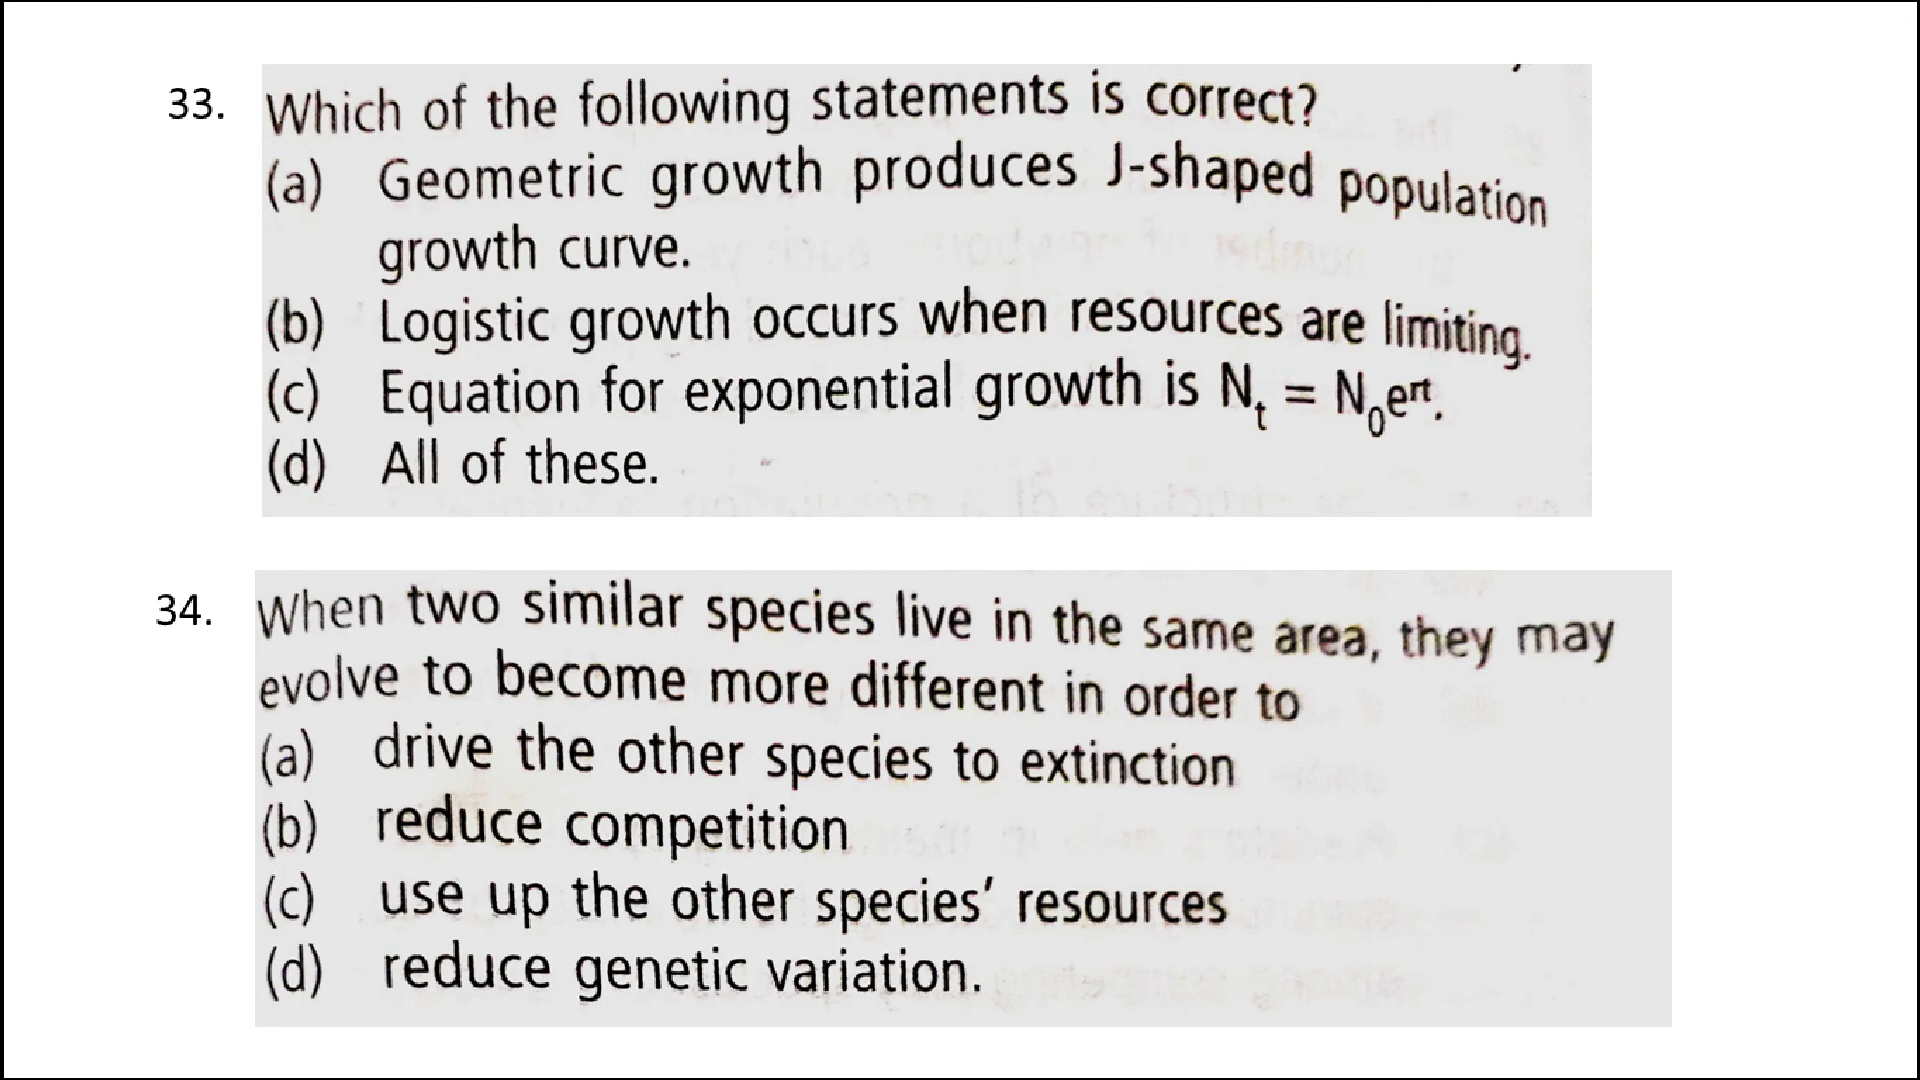 33. Which of the following statements is correct?
(a) Geometric growth produces J-shaped population
growth curve.
(b) Logistic growth occurs when resources are limiting.
(c) Equation for exponential growth is Nₜ = N₀eʳᵗ.
(d) All of these.
34. When two similar species live in the same area, they may
evolve to become more different in order to
(a) drive the other species to extinction
(b) reduce competition
(c) use up the other species' resources
(d) reduce genetic variation.